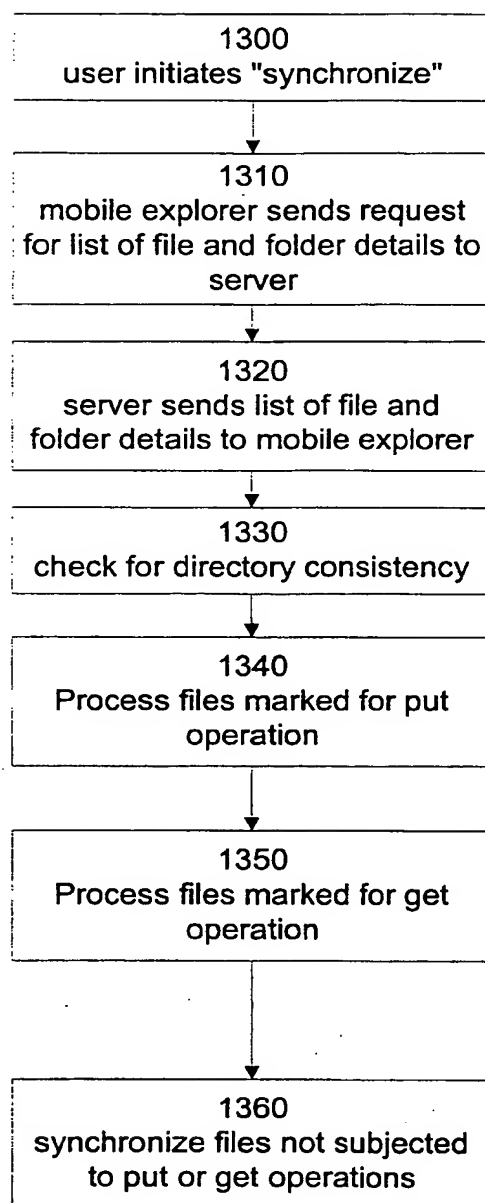 1300
user initiates "synchronize"
1310
mobile explorer sends request
for list of file and folder details to
server
1320
server sends list of file and
folder details to mobile explorer
1330
check for directory consistency
1340
Process files marked for put
operation
1350
Process files marked for get
operation
1360
synchronize files not subjected
to put or get operations